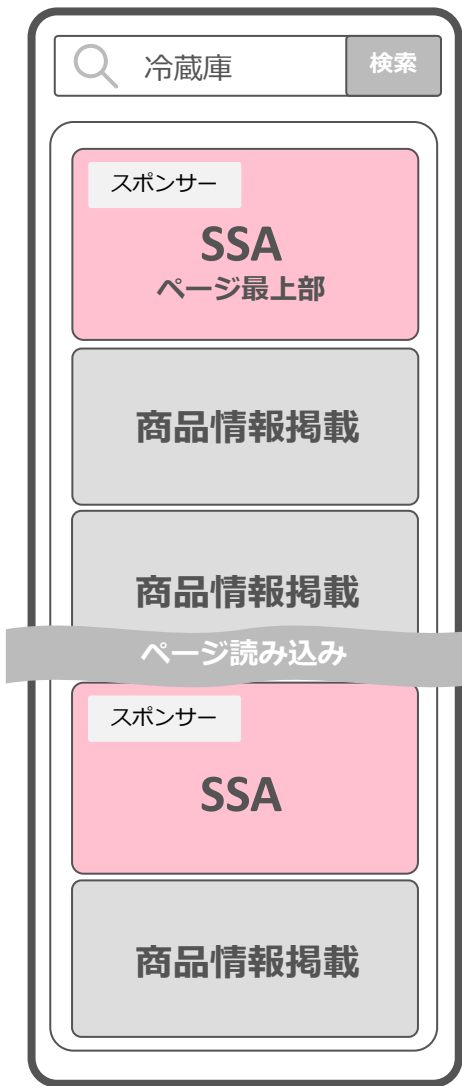 冷蔵庫
検索
スポンサー
SSA
ページ最上部
商品情報掲載
商品情報掲載
ページ読み込み
スポンサー
SSA
商品情報掲載